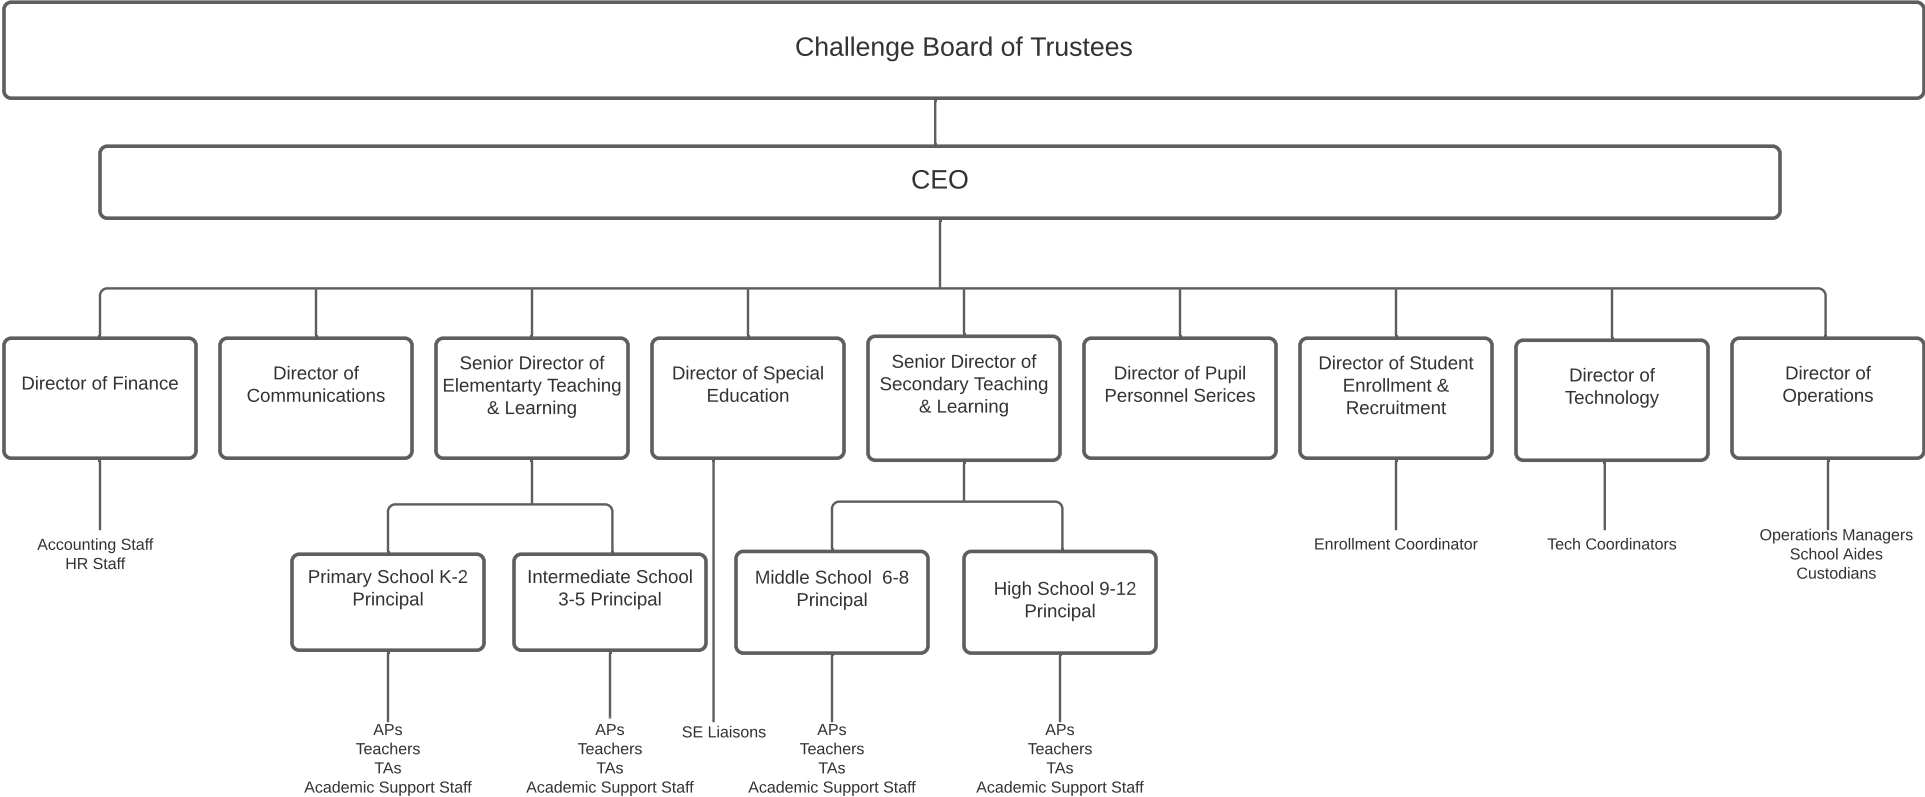 Challenge Board of Trustees
CEO
Director of Finance
Director of
Communications
Senior Director of
Elementarty Teaching
& Learning
Director of Special
Education
Senior Director of
Secondary Teaching
& Learning
Director of Pupil
Personnel Serices
Director of Student
Enrollment &
Recruitment
Director of
Technology
Director of
Operations
Accounting Staff
HR Staff
Enrollment Coordinator
Tech Coordinators
Operations Managers
School Aides
Custodians
Primary School K-2
Principal
Intermediate School
3-5 Principal
Middle School  6-8
Principal
High School 9-12
Principal
APs
Teachers
TAs
Academic Support Staff
APs
Teachers
TAs
Academic Support Staff
SE Liaisons
APs
Teachers
TAs
Academic Support Staff
APs
Teachers
TAs
Academic Support Staff